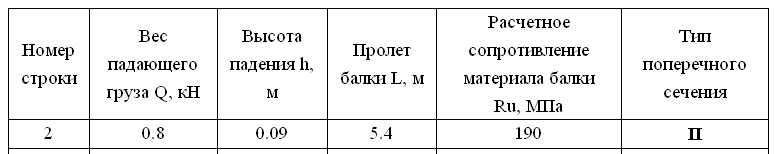 Номер строки
Вес падающего груза Q, кН
Высота падения h, м
Пролет балки L, м
Расчетное сопротивление материала балки Ru, МПа
Тип поперечного сечения
2
0.8
0.09
5.4
190
П